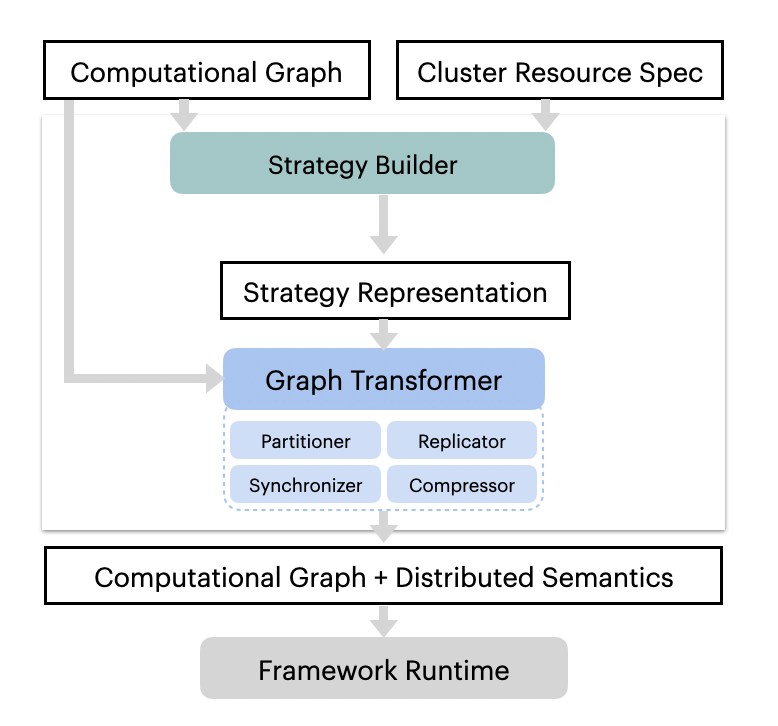 Computational Graph
Cluster Resource Spec
Strategy Builder
Strategy Representation
Graph Transformer
Partitioner
Replicator
Synchronizer
Compressor
Computational Graph + Distributed Semantics
Framework Runtime